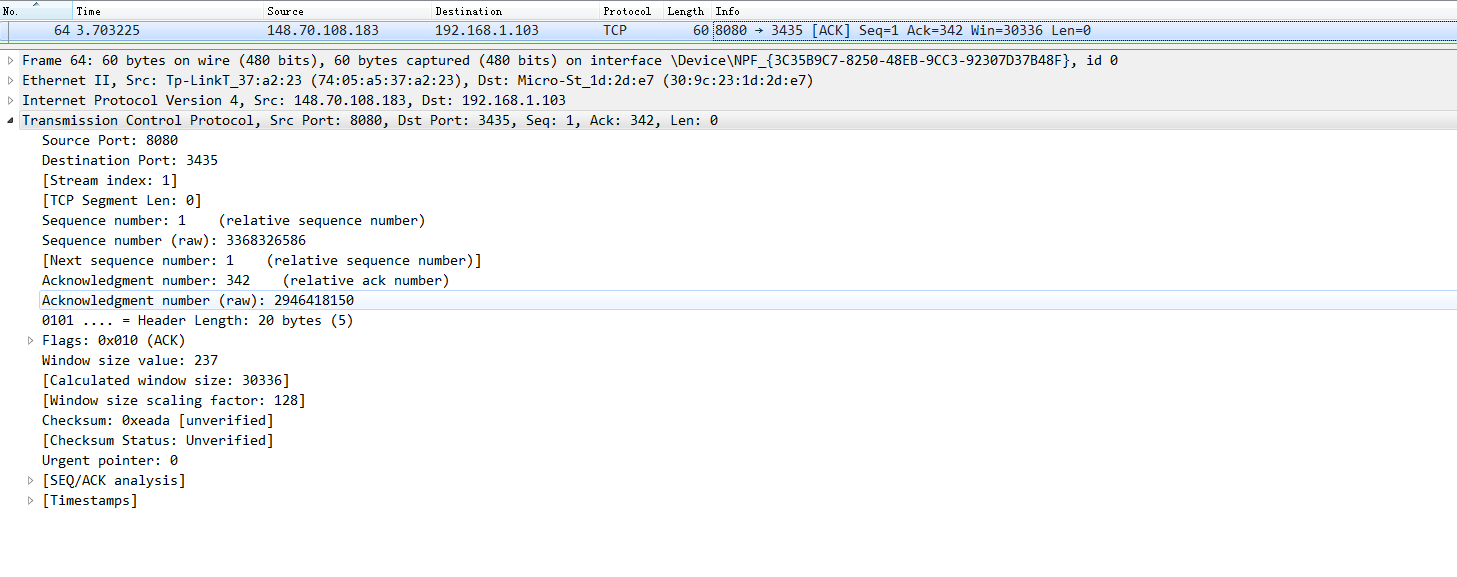 No. Time Source Destination Protocol Length Info
64 3.703225 148.70.108.183 192.168.1.103 TCP 60 8080 → 3435 [ACK] Seq=1 Ack=342 Win=30336 Len=0
Frame 64: 60 bytes on wire (480 bits), 60 bytes captured (480 bits) on interface \Device\NPF_{3C35B9C7-8250-48EB-9CC3-92307D37B48F}, id 0
Ethernet II, Src: Tp-LinkT_37:a2:23 (74:05:a5:37:a2:23), Dst: Micro-St_1d:2d:e7 (30:9c:23:1d:2d:e7)
Internet Protocol Version 4, Src: 148.70.108.183, Dst: 192.168.1.103
Transmission Control Protocol, Src Port: 8080, Dst Port: 3435, Seq: 1, Ack: 342, Len: 0
Source Port: 8080
Destination Port: 3435
[Stream index: 1]
[TCP Segment Len: 0]
Sequence number: 1 (relative sequence number)
Sequence number (raw): 3368326586
[Next sequence number: 1 (relative sequence number)]
Acknowledgment number: 342 (relative ack number)
Acknowledgment number (raw): 2946418150
0101 .... = Header Length: 20 bytes (5)
Flags: 0x010 (ACK)
Window size value: 237
[Calculated window size: 30336]
[Window size scaling factor: 128]
Checksum: 0xeada [unverified]
[Checksum Status: Unverified]
Urgent pointer: 0
[SEQ/ACK analysis]
[Timestamps]